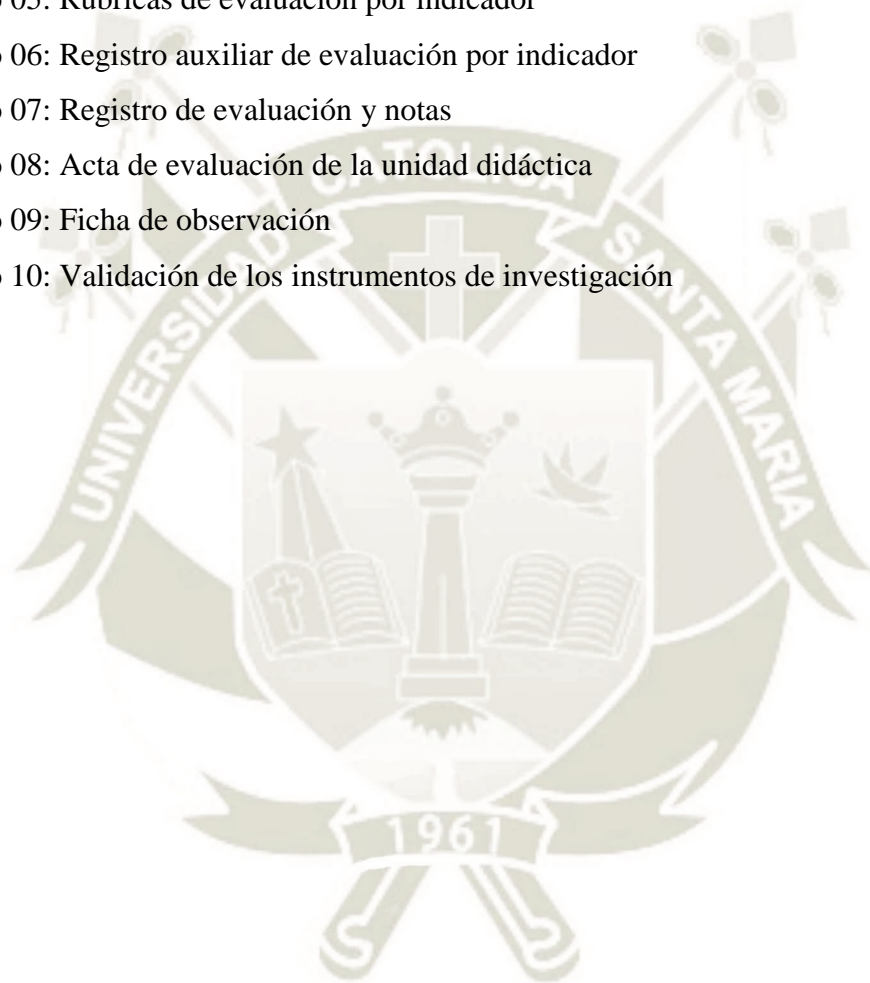 o 05: Rúbricas de evaluación por indicador
o 06: Registro auxiliar de evaluación por indicador
o 07: Registro de evaluación y notas
o 08: Acta de evaluación de la unidad didáctica
o 09: Ficha de observación
o 10: Validación de los instrumentos de investigación
UNIVERSIDAD CATOLICA SANTA MARIA
1961